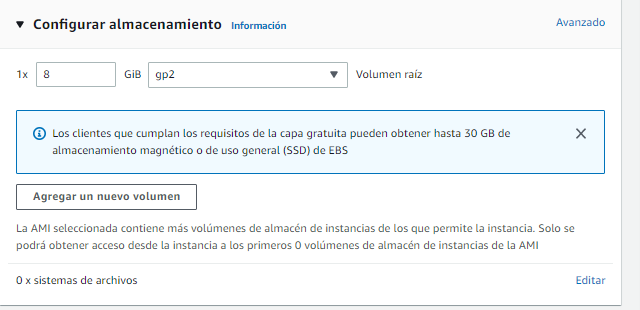 Configurar almacenamiento Información Avanzado
1x 8 GiB gp2 Volumen raíz
Los clientes que cumplan los requisitos de la capa gratuita pueden obtener hasta 30 GB de
almacenamiento magnético o de uso general (SSD) de EBS
Agregar un nuevo volumen
La AMI seleccionada contiene más volúmenes de almacén de instancias de los que permite la instancia. Solo se
podrá obtener acceso desde la instancia a los primeros 0 volúmenes de almacén de instancias de la AMI
0 x sistemas de archivos Editar